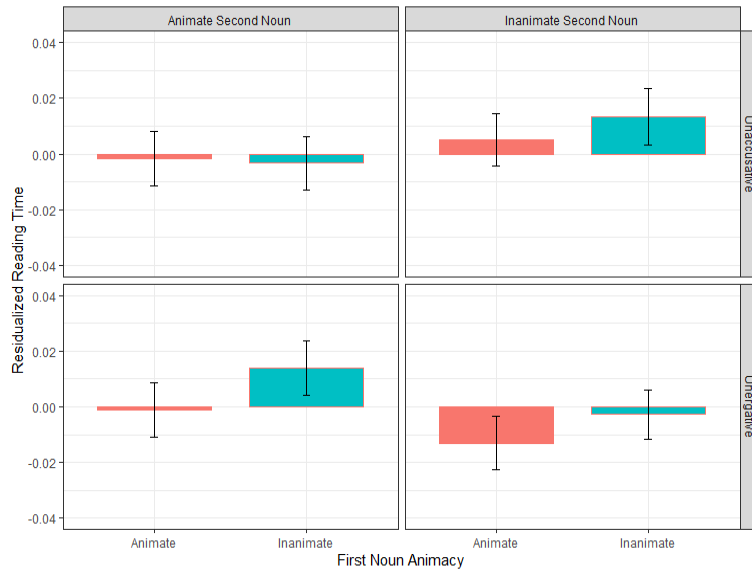 Animate Second Noun
Inanimate Second Noun
0.04
0.02
0.00
-0.02
-0.04
Unaccusative
0.04
0.02
0.00
-0.02
-0.04
Unergative
Residualized Reading Time
Animate
Inanimate
Animate
Inanimate
First Noun Animacy